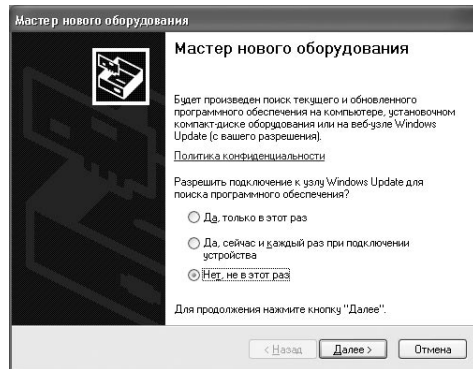 Мастер нового оборудования
Мастер нового оборудования
Будет произведен поиск текущего и обновленного
программного обеспечения на компьютере, установочном
компакт-диске оборудования или на веб-узле Windows
Update (с вашего разрешения).
Политика конфиденциальности
Разрешить подключение к узлу Windows Update для
поиска программного обеспечения?
Да, только в этот раз
Да, сейчас и каждый раз при подключении
устройства
Нет, не в этот раз
Для продолжения нажмите кнопку "Далее".
< Назад Далее > Отмена